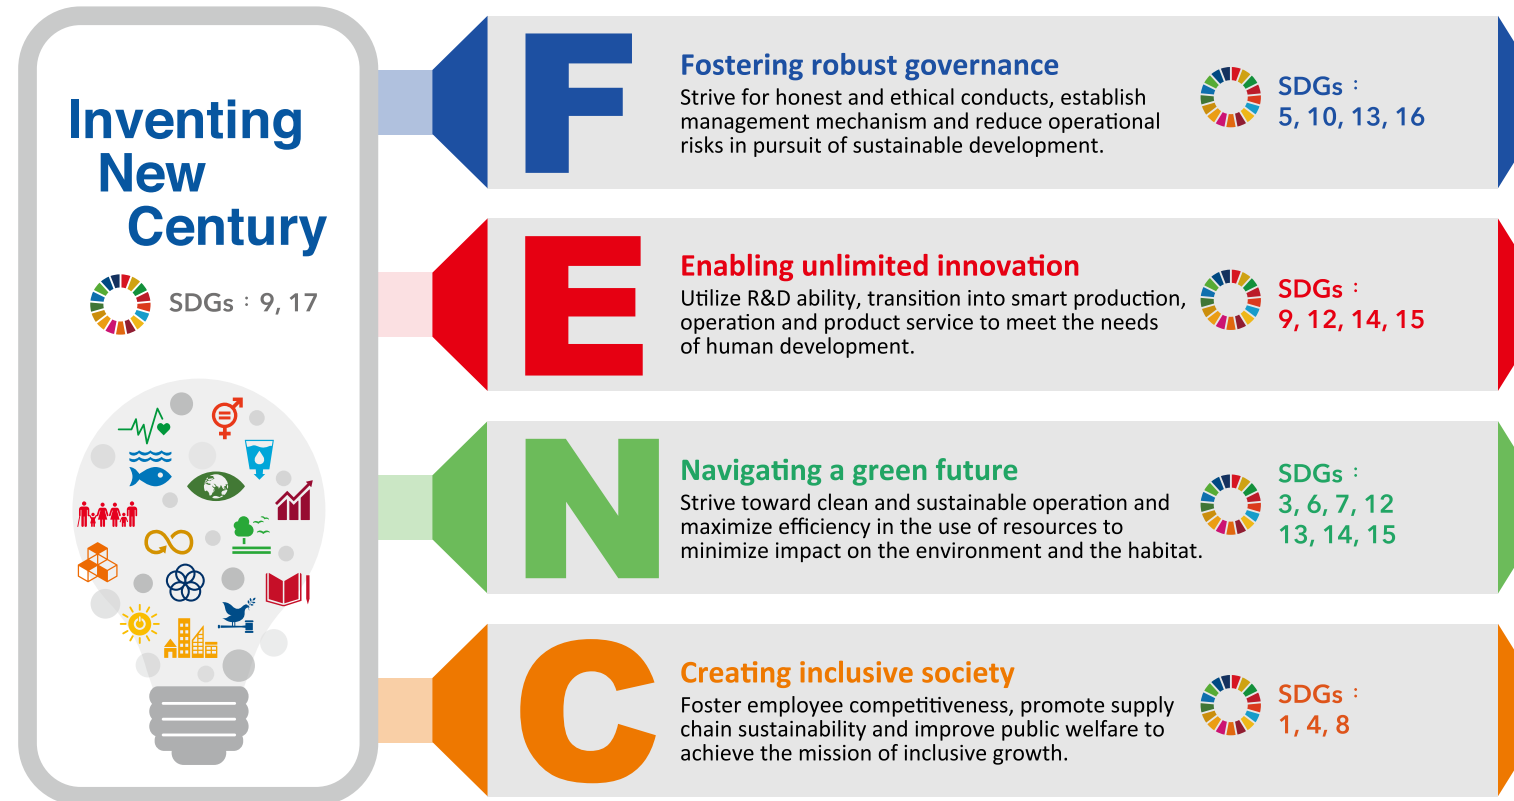 Inventing
New
Century
SDGs：9, 17
F
Fostering robust governance
Strive for honest and ethical conducts, establish
management mechanism and reduce operational
risks in pursuit of sustainable development.
SDGs：
5, 10, 13, 16
E
Enabling unlimited innovation
Utilize R&D ability, transition into smart production,
operation and product service to meet the needs
of human development.
SDGs：
9, 12, 14, 15
N
Navigating a green future
Strive toward clean and sustainable operation and
maximize efficiency in the use of resources to
minimize impact on the environment and the habitat.
SDGs：
3, 6, 7, 12
13, 14, 15
C
Creating inclusive society
Foster employee competitiveness, promote supply
chain sustainability and improve public welfare to
achieve the mission of inclusive growth.
SDGs：
1, 4, 8